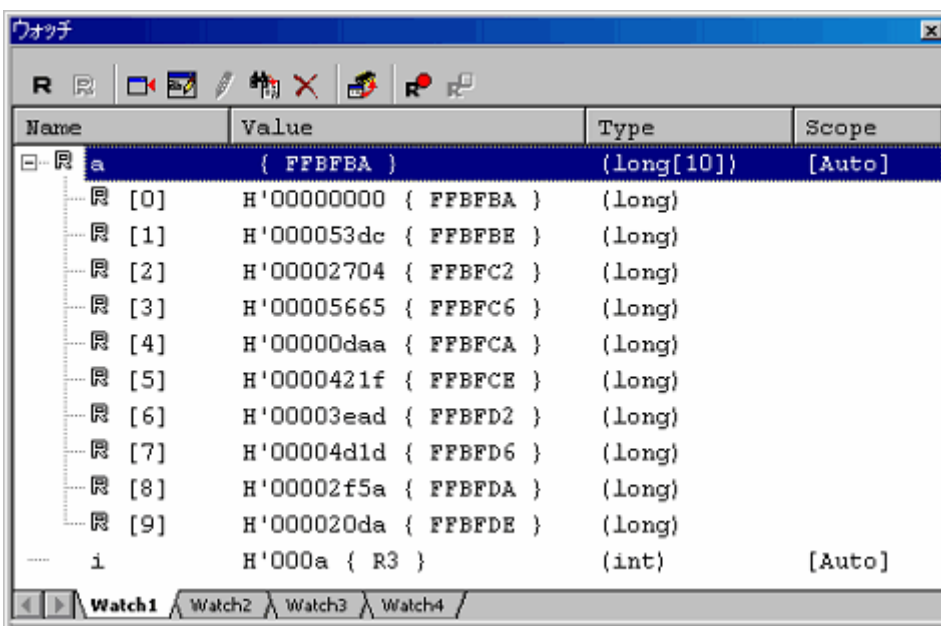 ウォッチ
Name Value Type Scope
a { FFBFBA } (long[10]) [Auto]
[0] H'00000000 { FFBFBA } (long)
[1] H'000053dc { FFBFBE } (long)
[2] H'00002704 { FFBFC2 } (long)
[3] H'00005665 { FFBFC6 } (long)
[4] H'00000daa { FFBFCA } (long)
[5] H'0000421f { FFBFCE } (long)
[6] H'00003ead { FFBFD2 } (long)
[7] H'00004d1d { FFBFD6 } (long)
[8] H'00002f5a { FFBFDA } (long)
[9] H'000020da { FFBFDE } (long)
i H'000a { R3 } (int) [Auto]
Watch1 Watch2 Watch3 Watch4